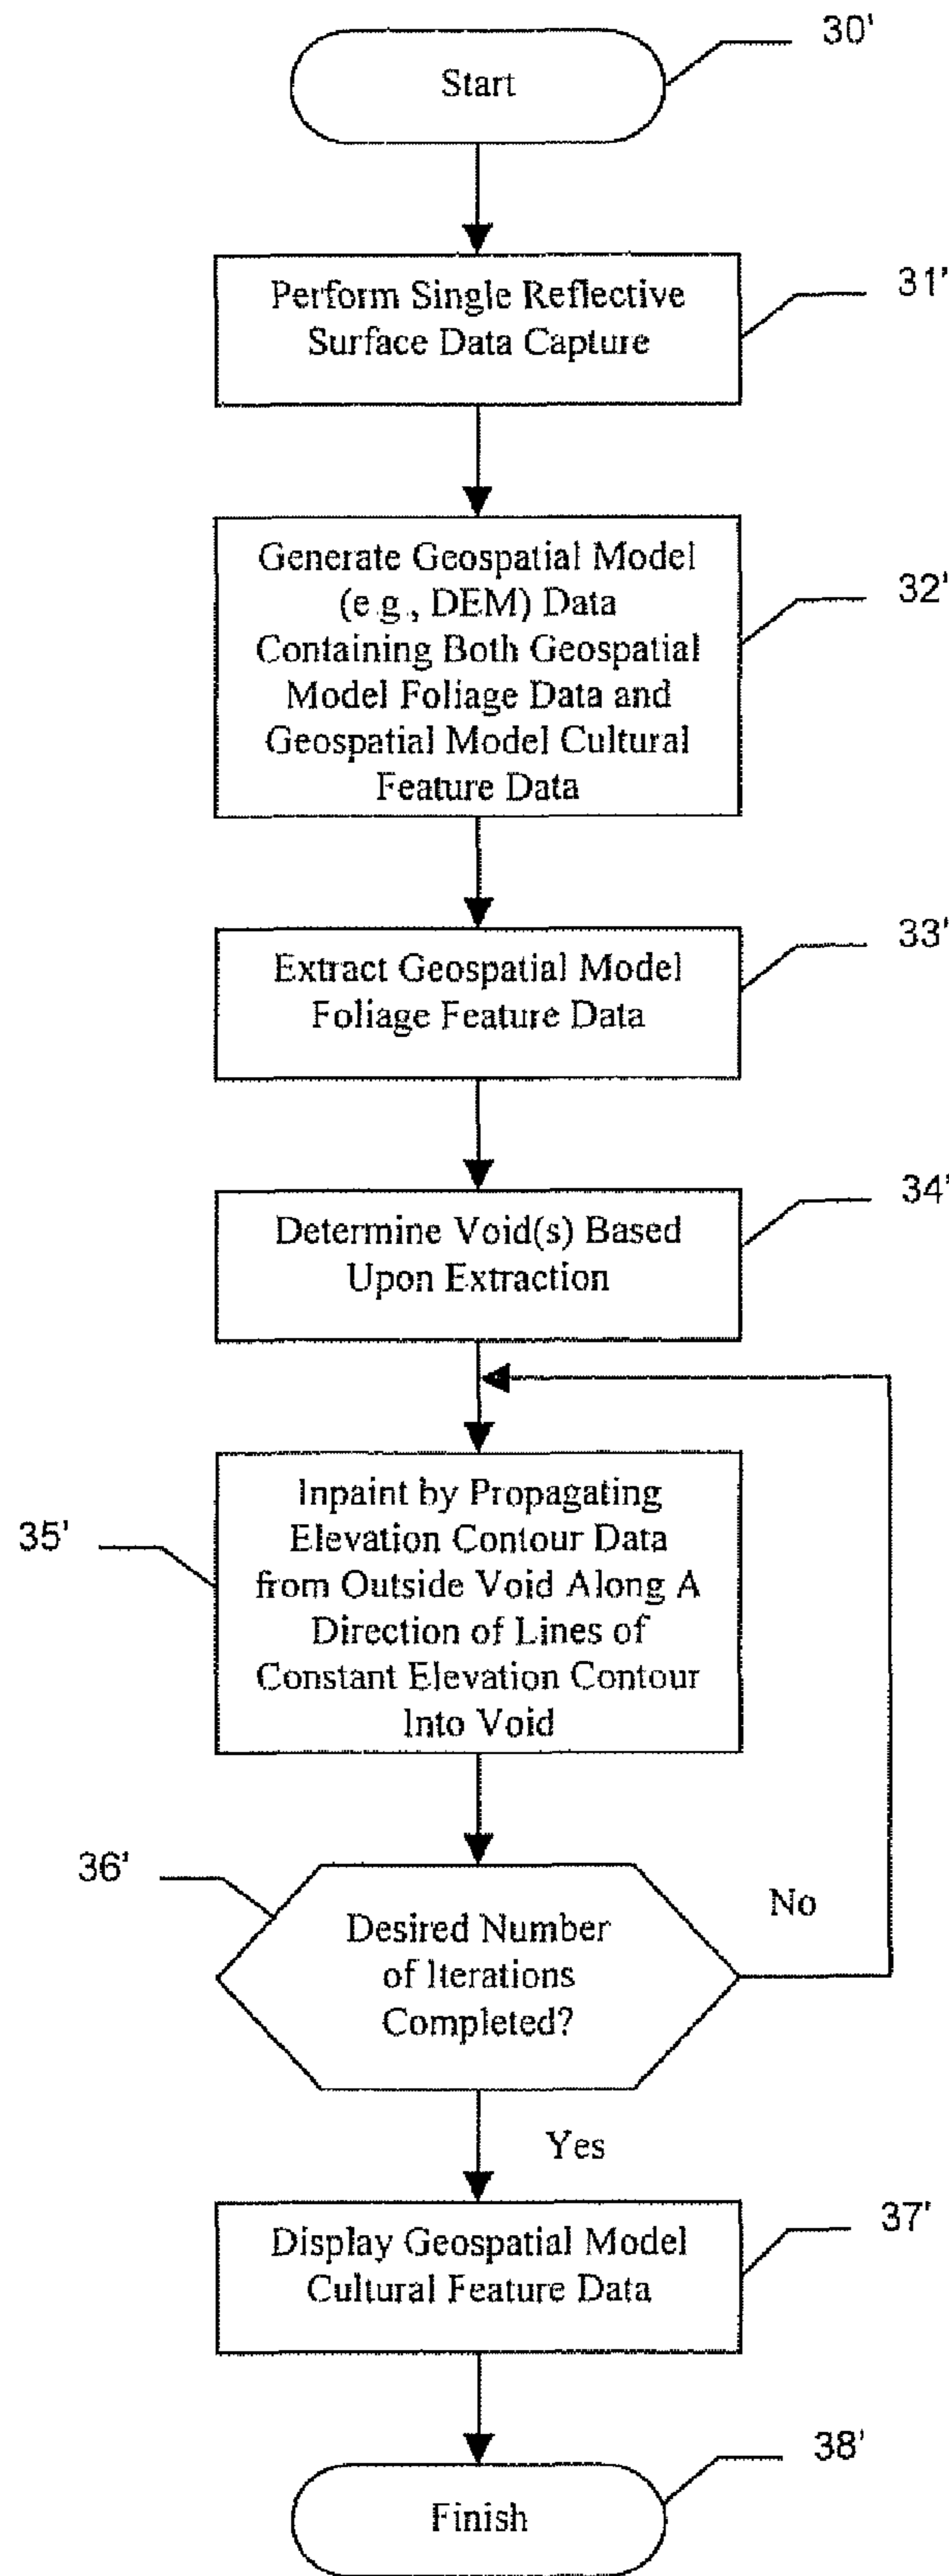 30'
Start
31'
Perform Single Reflective
Surface Data Capture
32'
Generate Geospatial Model
(e.g., DEM) Data
Containing Both Geospatial
Model Foliage Data and
Geospatial Model Cultural
Feature Data
33'
Extract Geospatial Model
Foliage Feature Data
34'
Determine Void(s) Based
Upon Extraction
35'
Inpaint by Propagating
Elevation Contour Data
from Outside Void Along A
Direction of Lines of
Constant Elevation Contour
Into Void
36'
Desired Number
of Iterations
Completed?
No
Yes
37'
Display Geospatial Model
Cultural Feature Data
38'
Finish